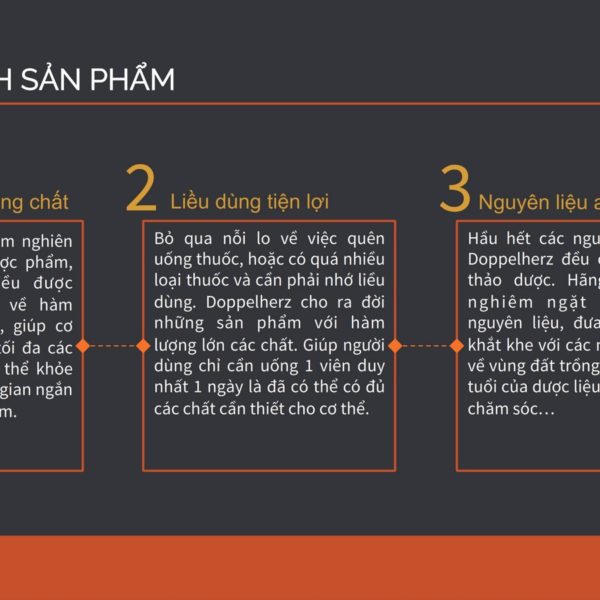 H SẢN PHẨM
ng chất
m nghiên
ợc phẩm,
ều được
về hàm
, giúp cơ
tối đa các
thể khỏe
gian ngắn
m.
2 Liều dùng tiện lợi
Bỏ qua nỗi lo về việc quên
uống thuốc, hoặc có quá nhiều
loại thuốc và cần phải nhớ liều
dùng. Doppelherz cho ra đời
những sản phẩm với hàm
lượng lớn các chất. Giúp người
dùng chỉ cần uống 1 viên duy
nhất 1 ngày là đã có thể có đủ
các chất cần thiết cho cơ thể.
3 Nguyên liệu a
Hầu hết các ngu
Doppelherz đều
thảo dược. Hãng
nghiêm ngặt
nguyên liệu, đưa
khắt khe với các
về vùng đất trồng
tuổi của dược liệu
chăm sóc…